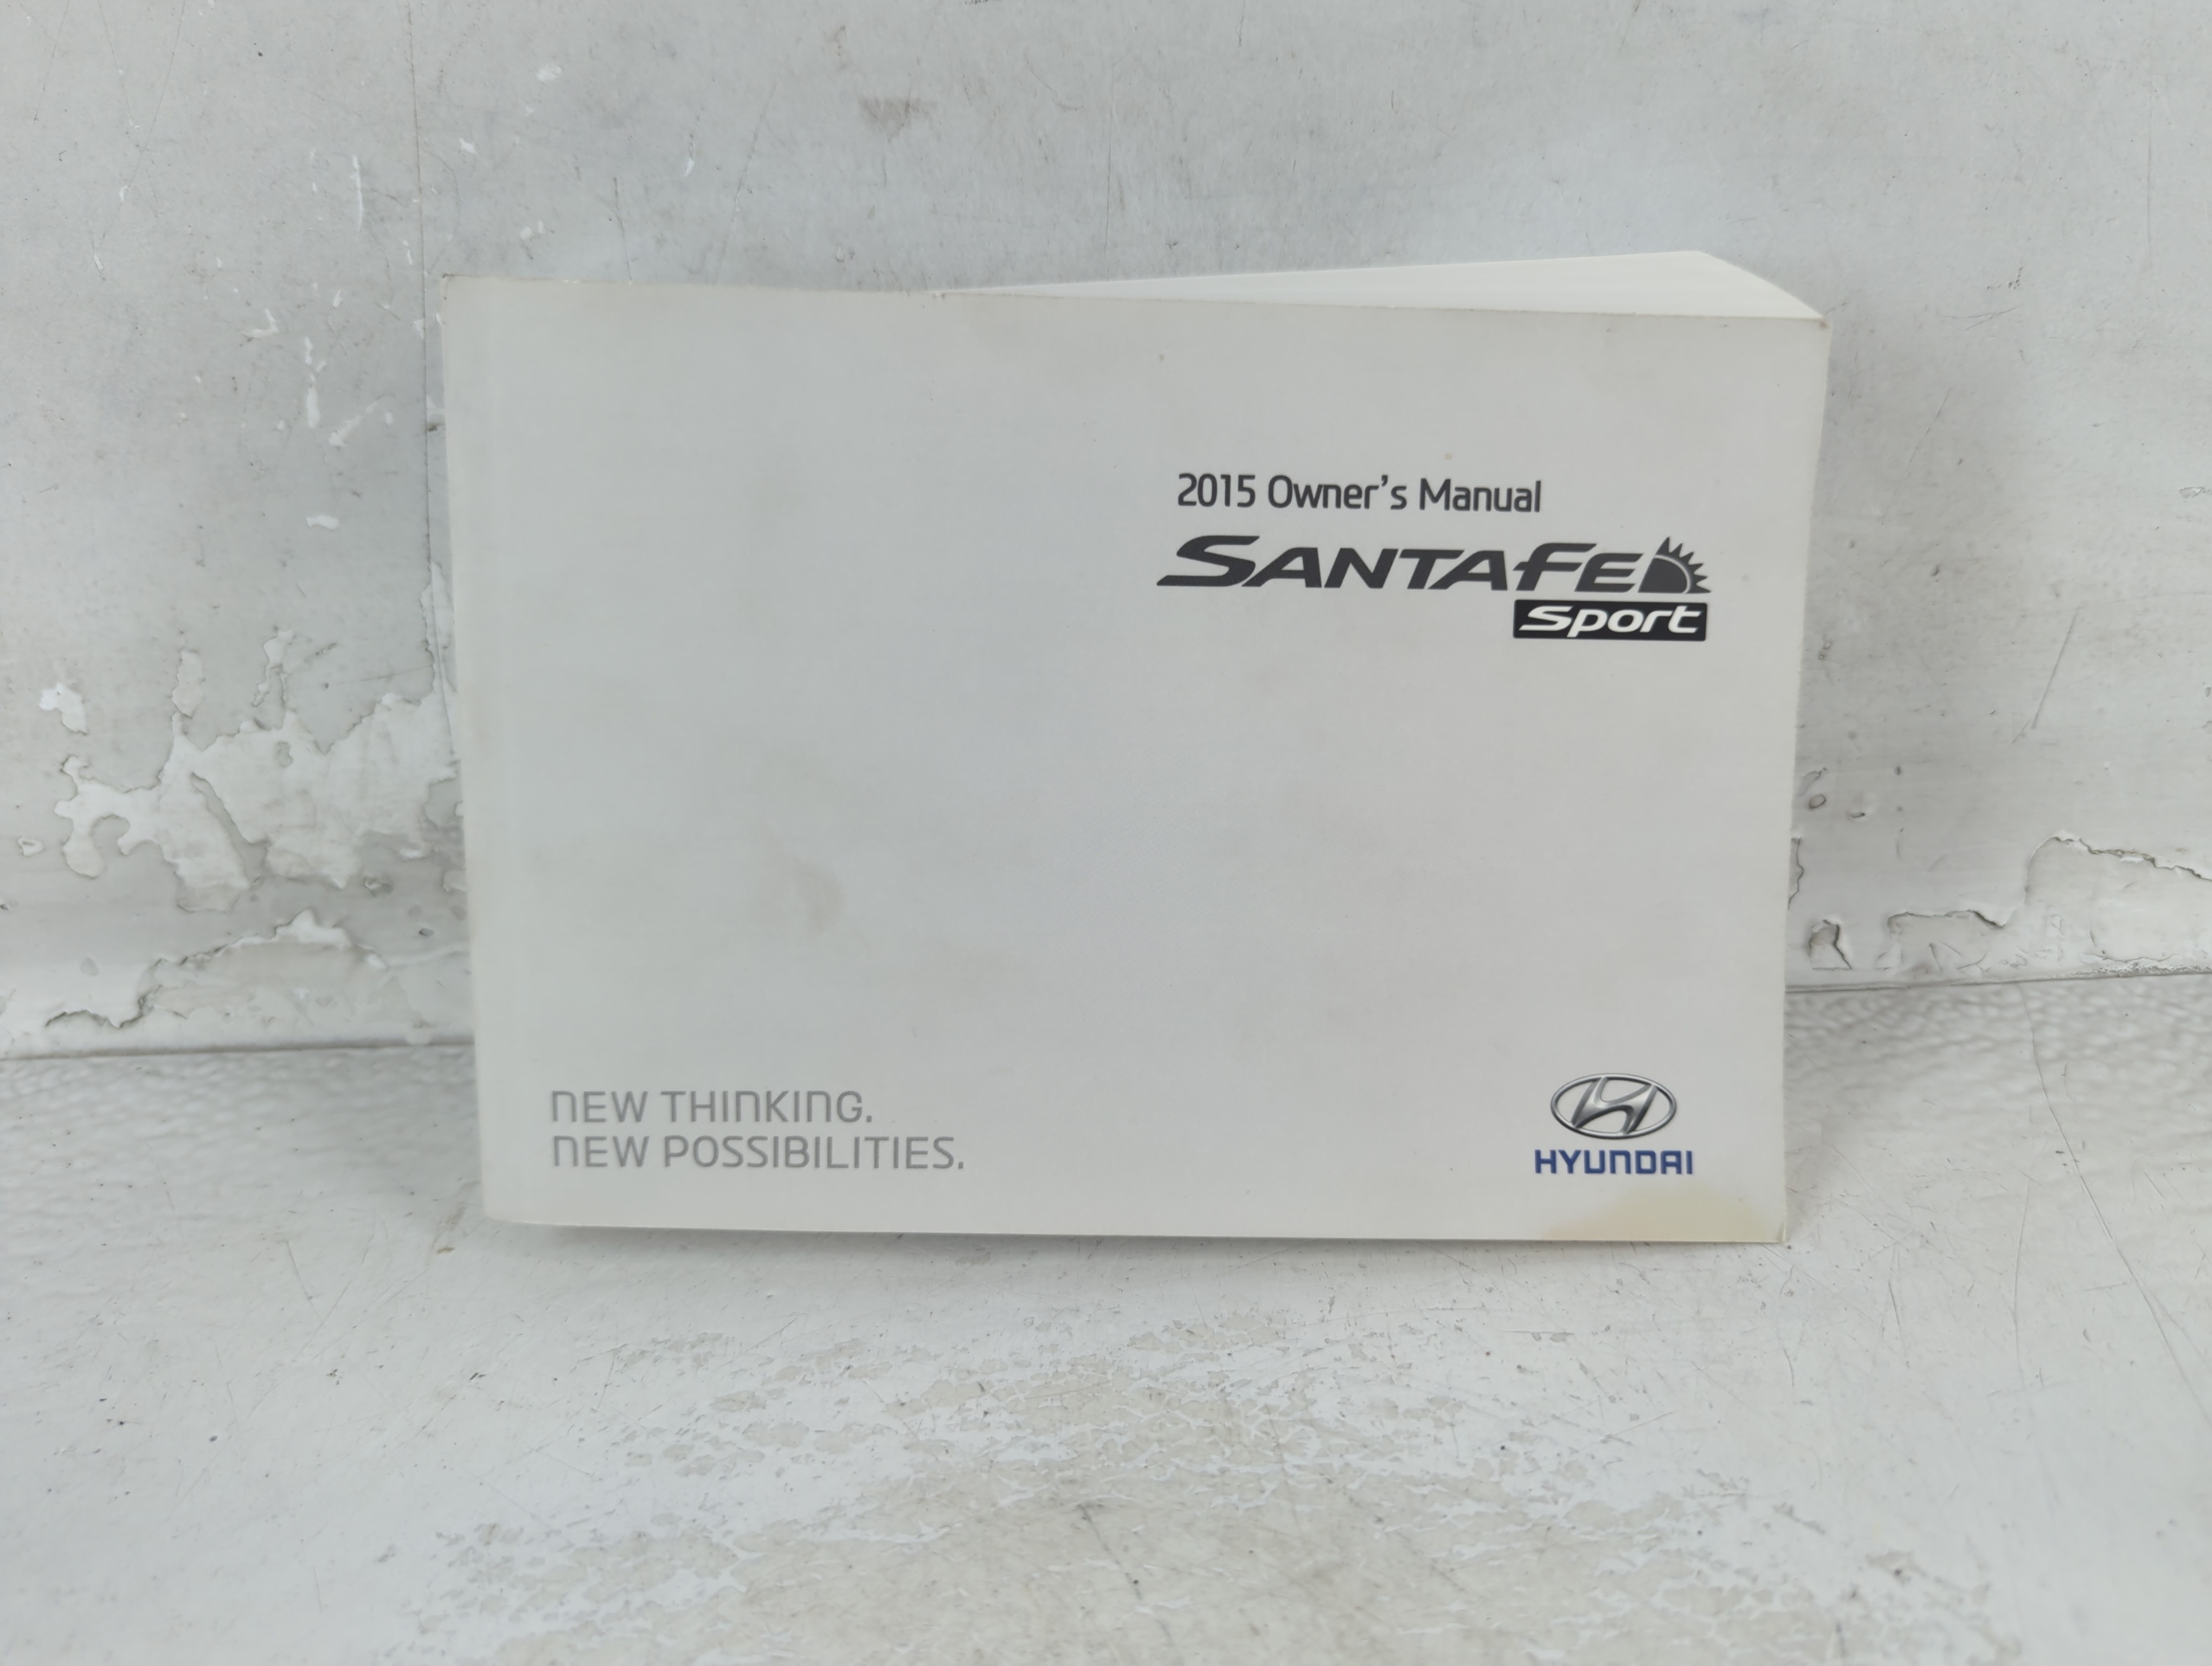 2015 Owner's Manual
SANTAFE
Sport
NEW THINKING.
NEW POSSIBILITIES.
HYUNDAI